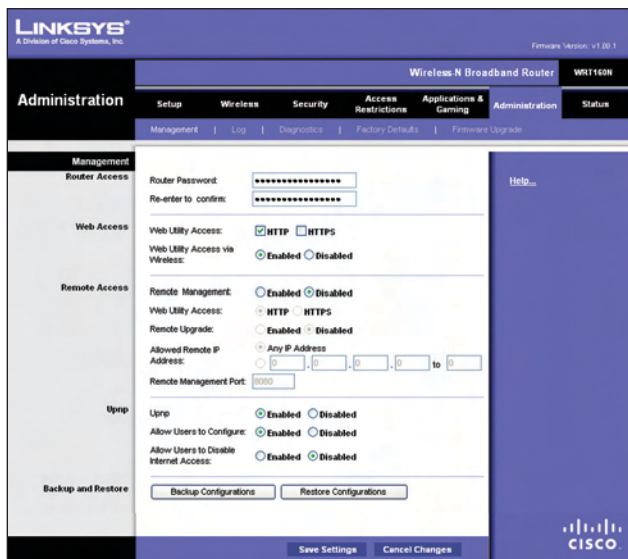 LINKSYS®
A Division of Cisco Systems, Inc.
Firmware Version: v1.00.1
Wireless-N Broadband Router WRT160N
Administration
Setup Wireless Security Access Restrictions Applications & Gaming Administration Status
Management | Log | Diagnostics | Factory Defaults | Firmware Upgrade
Management
Router Access
Router Password: ●●●●●●●●●●●●●●●●
Re-enter to confirm: ●●●●●●●●●●●●●●●●
Help...
Web Access
Web Utility Access: HTTP HTTPS
Web Utility Access via Wireless: Enabled Disabled
Remote Access
Remote Management: Enabled Disabled
Web Utility Access: HTTP HTTPS
Remote Upgrade: Enabled Disabled
Allowed Remote IP Address: Any IP Address
0 . 0 . 0 . 0 to 0
Remote Management Port: 8080
Upnp
Upnp Enabled Disabled
Allow Users to Configure: Enabled Disabled
Allow Users to Disable Internet Access: Enabled Disabled
Backup and Restore
Backup Configurations Restore Configurations
Save Settings Cancel Changes
CISCO.